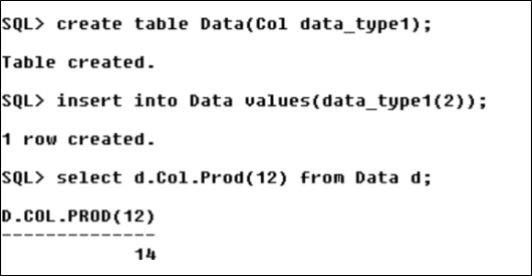 SQL> create table Data(Col data_type1);
Table created.
SQL> insert into Data values(data_type1(2));
1 row created.
SQL> select d.Col.Prod(12) from Data d;
D.COL.PROD(12)
--------------
14